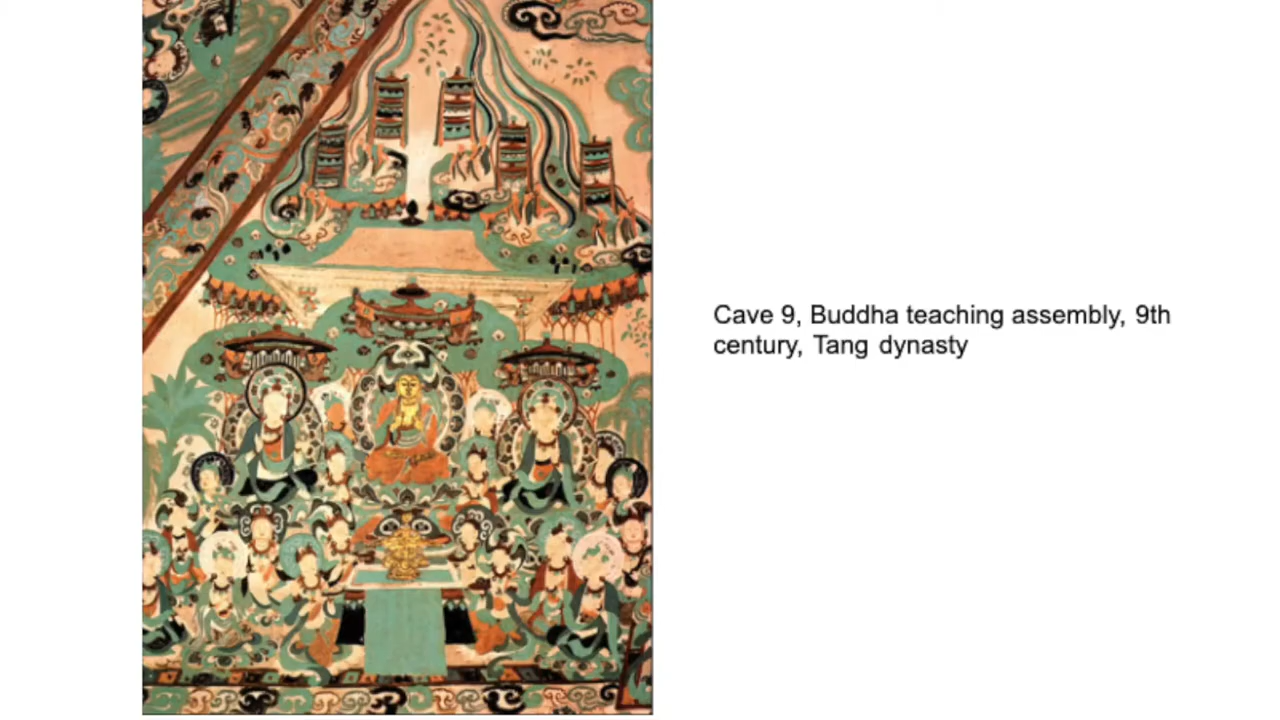 Cave 9, Buddha teaching assembly, 9th
century, Tang dynasty